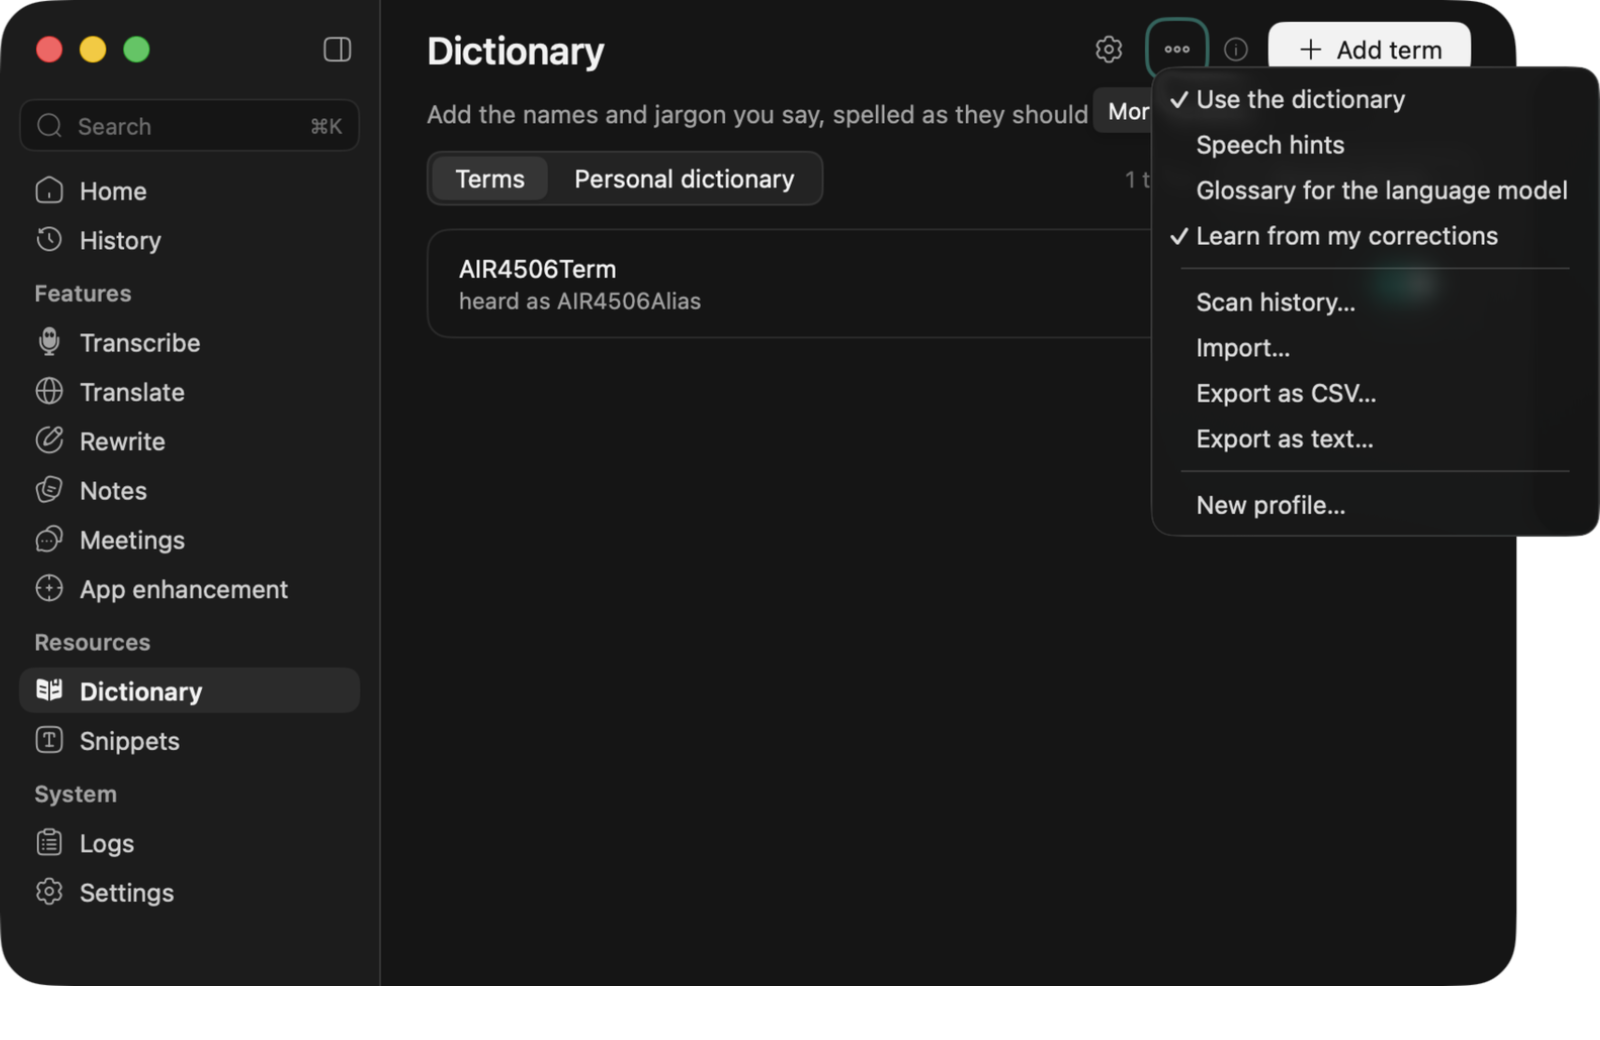 Search ⌘K
Home
History
Features
Transcribe
Translate
Rewrite
Notes
Meetings
App enhancement
Resources
Dictionary
Snippets
System
Logs
Settings
Dictionary
+ Add term
Add the names and jargon you say, spelled as they should
Terms
Personal dictionary
AIR4506Term
heard as AIR4506Alias
✓ Use the dictionary
Speech hints
Glossary for the language model
✓ Learn from my corrections
Scan history...
Import...
Export as CSV...
Export as text...
New profile...